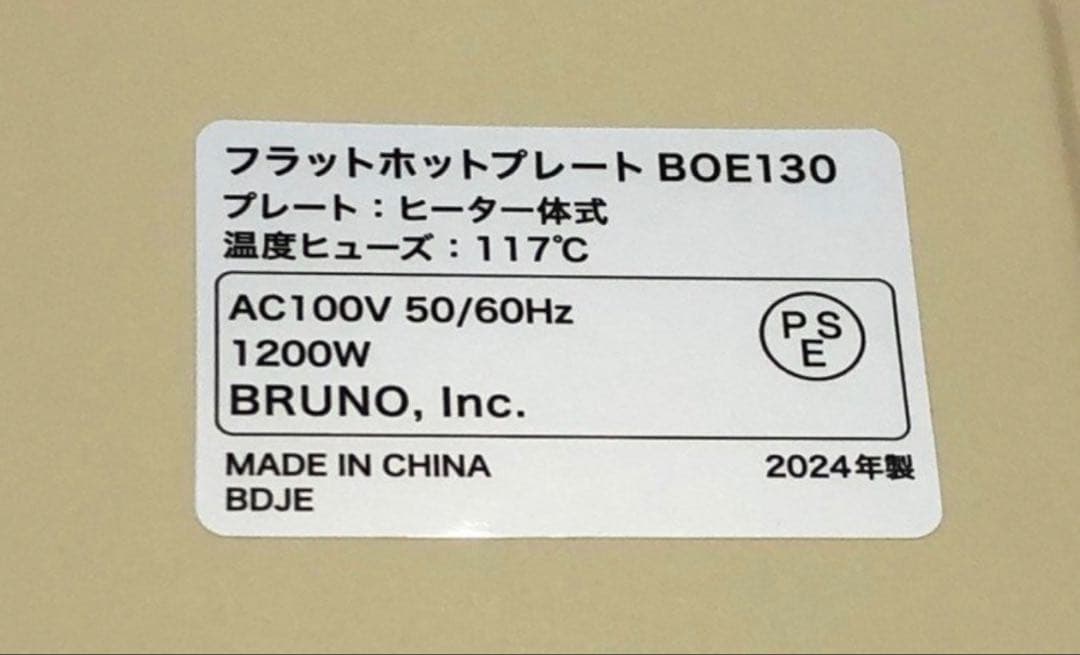 フラットホットプレート BOE130
プレート：ヒーター一体式
温度ヒューズ：117℃
AC100V 50/60Hz
1200W
BRUNO, Inc.
PSE
MADE IN CHINA
2024年製
BDJE